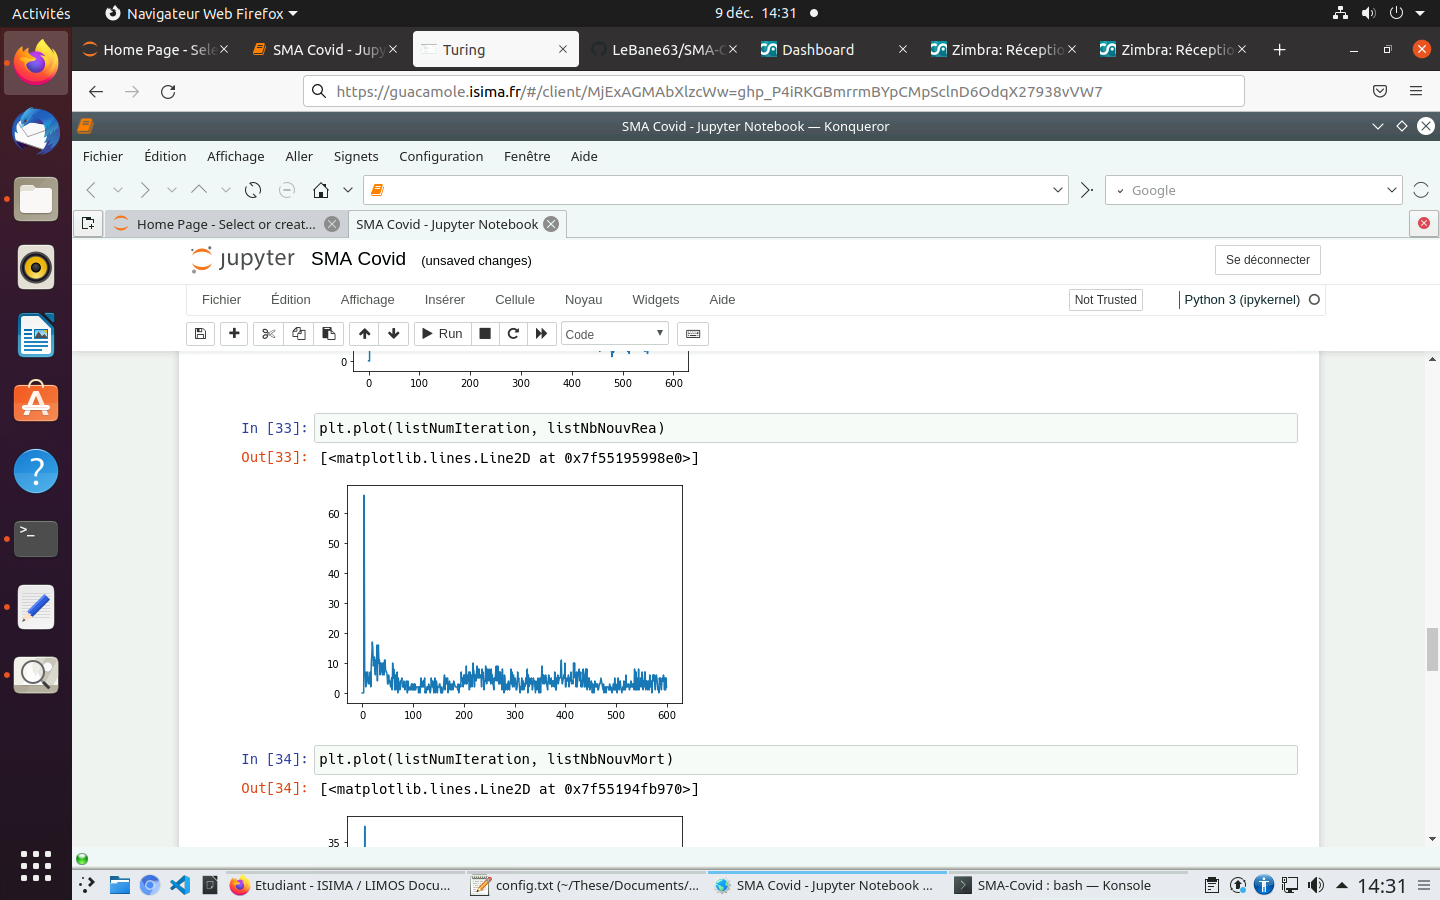 Activités
Navigateur Web Firefox
9 déc. 14:31
Home Page - Sele
SMA Covid - Jupy
Turing
LeBane63/SMA-C
Dashboard
Zimbra: Réceptio
Zimbra: Réceptio
https://guacamole.isima.fr/#/client/MjExAGMAbXlzcWw=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
SMA Covid - Jupyter Notebook — Konqueror
Fichier Édition Affichage Aller Signets Configuration Fenêtre Aide
Google
Home Page - Select or creat...
SMA Covid - Jupyter Notebook
jupyter SMA Covid (unsaved changes)
Se déconnecter
Fichier Édition Affichage Insérer Cellule Noyau Widgets Aide
Not Trusted
Python 3 (ipykernel)
Run
Code
0
0 100 200 300 400 500 600
In [33]: plt.plot(listNumIteration, listNbNouvRea)
Out[33]: [<matplotlib.lines.Line2D at 0x7f55195998e0>]
60
50
40
30
20
10
0
0 100 200 300 400 500 600
In [34]: plt.plot(listNumIteration, listNbNouvMort)
Out[34]: [<matplotlib.lines.Line2D at 0x7f55194fb970>]
35
Etudiant - ISIMA / LIMOS Docu...
config.txt (~/These/Documents/...
SMA Covid - Jupyter Notebook ...
SMA-Covid : bash — Konsole
14:31